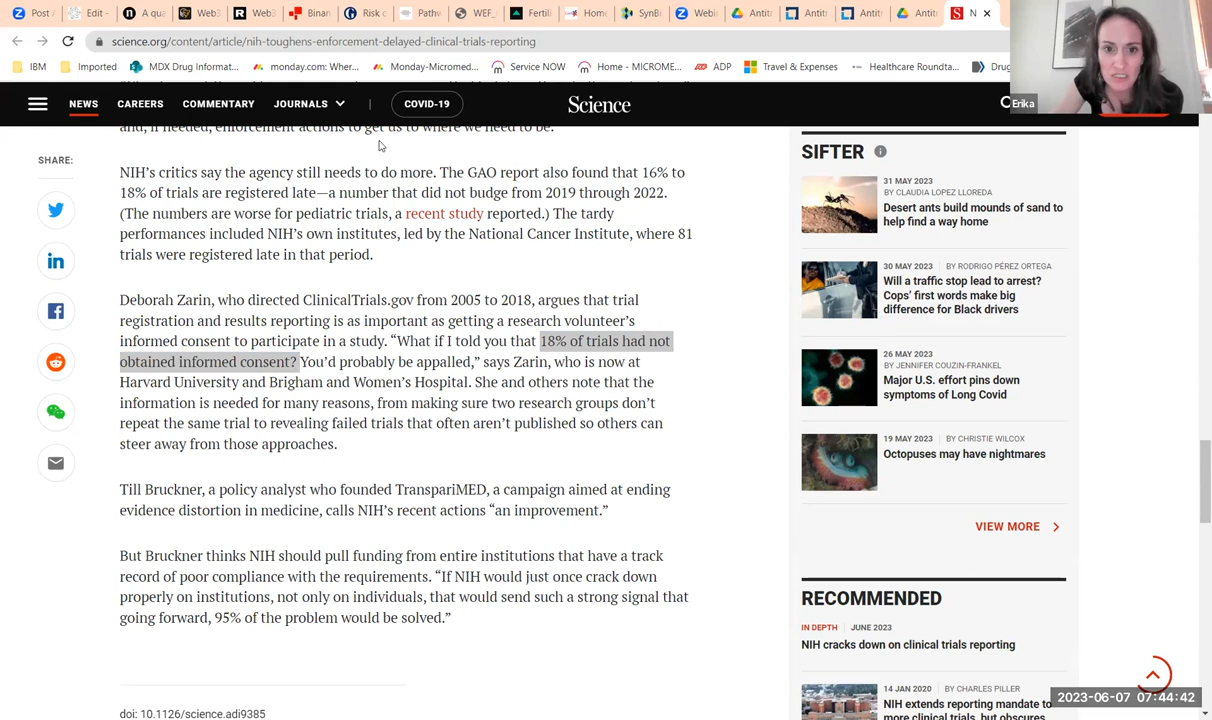 Post
Edit -
A qua
Web3
Web3
Binan
Risk c
Pathw
WEF_
Fertili
Home
SynBi
Webi
Antito
Antito
Antito
Antito
N
science.org/content/article/nih-toughens-enforcement-delayed-clinical-trials-reporting
IBM
Imported
MDX Drug Informat...
monday.com: Wher...
Monday-Micromed...
Service NOW
Home - MICROME...
ADP
Travel & Expenses
Healthcare Roundta...
Drug
Erika
NEWS
CAREERS
COMMENTARY
JOURNALS
COVID-19
Science
and, if needed, enforcement actions to get us to where we need to be.
SHARE:
NIH’s critics say the agency still needs to do more. The GAO report also found that 16% to
18% of trials are registered late—a number that did not budge from 2019 through 2022.
(The numbers are worse for pediatric trials, a recent study reported.) The tardy
performances included NIH’s own institutes, led by the National Cancer Institute, where 81
trials were registered late in that period.
Deborah Zarin, who directed ClinicalTrials.gov from 2005 to 2018, argues that trial
registration and results reporting is as important as getting a research volunteer’s
informed consent to participate in a study. “What if I told you that 18% of trials had not
obtained informed consent? You’d probably be appalled,” says Zarin, who is now at
Harvard University and Brigham and Women’s Hospital. She and others note that the
information is needed for many reasons, from making sure two research groups don’t
repeat the same trial to revealing failed trials that often aren’t published so others can
steer away from those approaches.
Till Bruckner, a policy analyst who founded TranspariMED, a campaign aimed at ending
evidence distortion in medicine, calls NIH’s recent actions “an improvement.”
But Bruckner thinks NIH should pull funding from entire institutions that have a track
record of poor compliance with the requirements. “If NIH would just once crack down
properly on institutions, not only on individuals, that would send such a strong signal that
going forward, 95% of the problem would be solved.”
doi: 10.1126/science.adi9385
SIFTER
31 MAY 2023
BY CLAUDIA LOPEZ LLOREDA
Desert ants build mounds of sand to
help find a way home
30 MAY 2023 | BY RODRIGO PÉREZ ORTEGA
Will a traffic stop lead to arrest?
Cops’ first words make big
difference for Black drivers
26 MAY 2023
BY JENNIFER COUZIN-FRANKEL
Major U.S. effort pins down
symptoms of Long Covid
19 MAY 2023 | BY CHRISTIE WILCOX
Octopuses may have nightmares
VIEW MORE
RECOMMENDED
IN DEPTH | JUNE 2023
NIH cracks down on clinical trials reporting
14 JAN 2020 | BY CHARLES PILLER
NIH extends reporting mandate to
more clinical trials, but obscures
2023-06-07 07:44:42